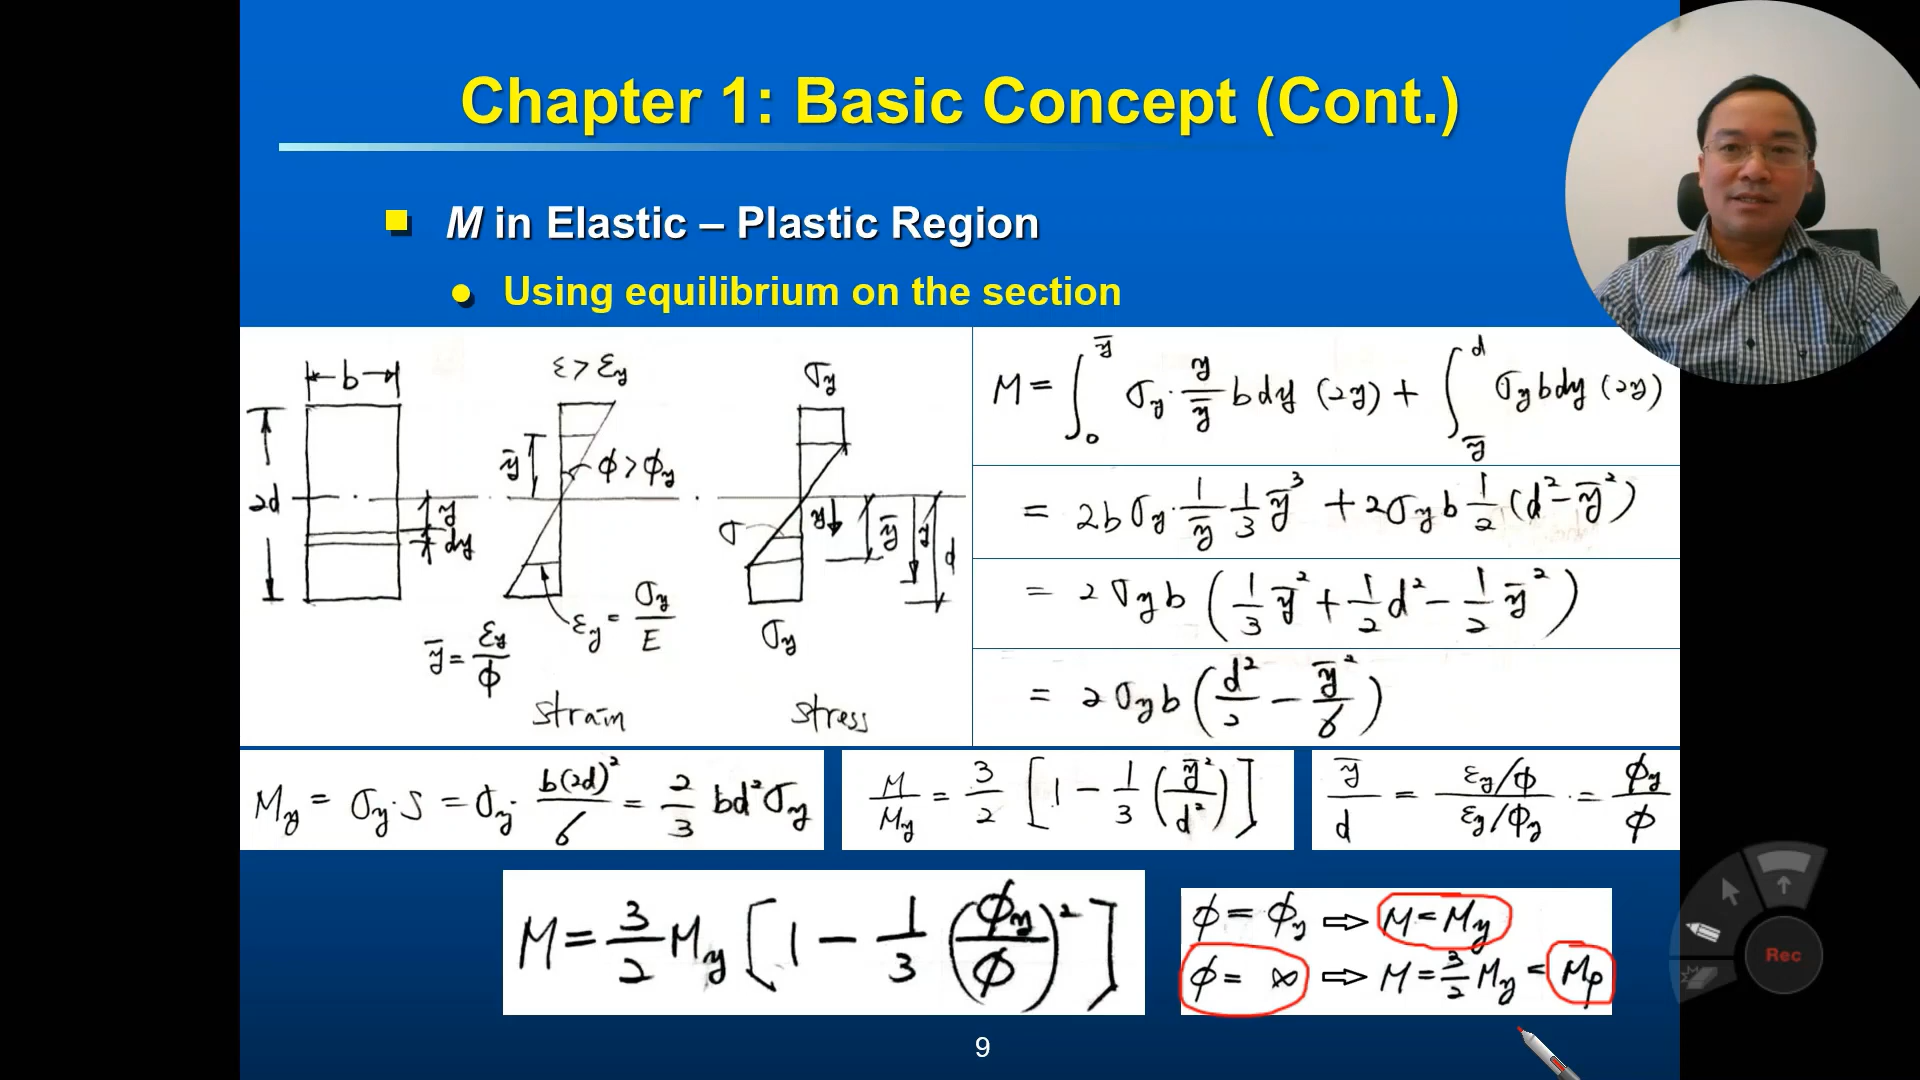 Chapter 1: Basic Concept (Cont.)
M in Elastic – Plastic Region
Using equilibrium on the section
b
2d
y
dy
ε > εy
ȳ
ϕ > ϕy
εy = σy/E
ȳ = εy/ϕ
strain
σy
σ
y
ȳ
y
d
σy
stress
M = ∫₀^ȳ σy · y/ȳ b dy (2y) + ∫_ȳ^d σy b dy (2y)
= 2bσy · 1/ȳ 1/3 ȳ³ + 2σy b 1/2 (d² − ȳ²)
= 2σy b (1/3 ȳ² + 1/2 d² − 1/2 ȳ²)
= 2σy b (d²/2 − ȳ²/6)
My = σy · S = σy · b(2d)²/6 = 2/3 bd²σy
M/My = 3/2 [1 − 1/3 (ȳ²/d²)]
ȳ/d = εy/ϕ / εy/ϕy = ϕy/ϕ
M = 3/2 My [1 − 1/3 (ϕy/ϕ)²]
ϕ = ϕy ⇨ M = My
ϕ = ∞ ⇨ M = 3/2 My = Mp
Rec
9